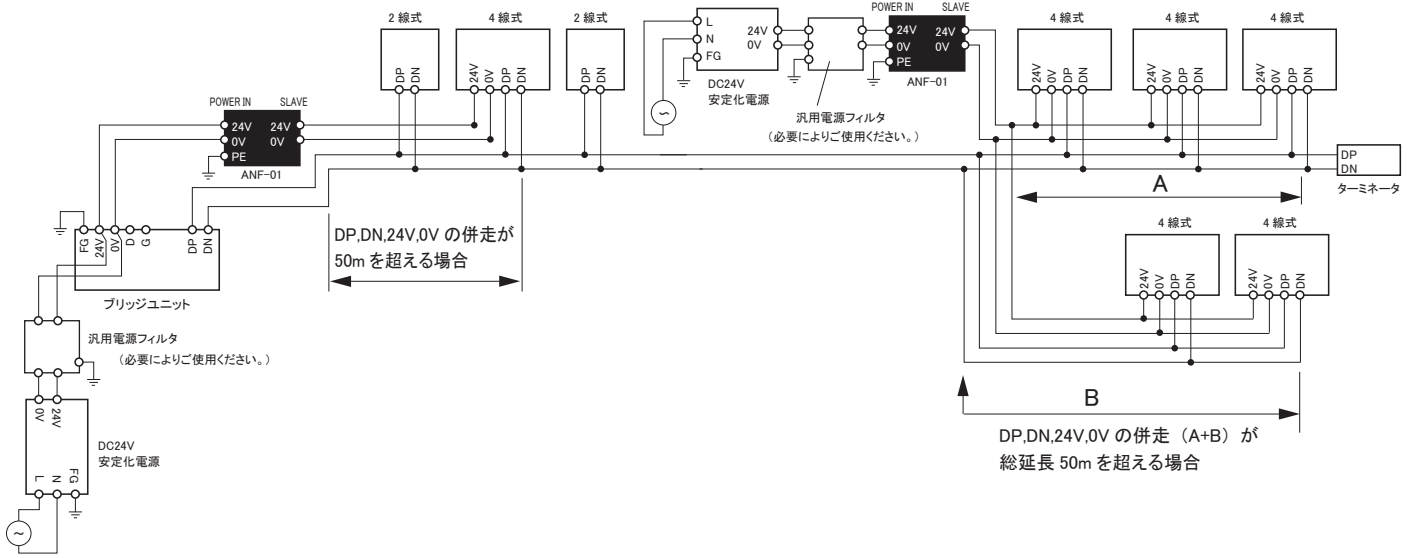 2 線式
4 線式
2 線式
DP
DN
24V
0V
DP
DN
DP
DN
POWER IN
SLAVE
24V
24V
0V
0V
PE
ANF-01
FG
24V
0V
D
G
DP
DN
ブリッジユニット
汎用電源フィルタ
(必要によりご使用ください。)
0V
24V
DC24V
安定化電源
L
N
FG
~
DP,DN,24V,0V の併走が
50m を超える場合
L
N
FG
24V
0V
DC24V
安定化電源
~
汎用電源フィルタ
(必要によりご使用ください。)
POWER IN
SLAVE
24V
24V
0V
0V
PE
ANF-01
4 線式
4 線式
4 線式
24V
0V
DP
DN
24V
0V
DP
DN
24V
0V
DP
DN
DP
DN
ターミネータ
A
4 線式
4 線式
24V
0V
DP
DN
24V
0V
DP
DN
B
DP,DN,24V,0V の併走（A+B）が
総延長 50m を超える場合